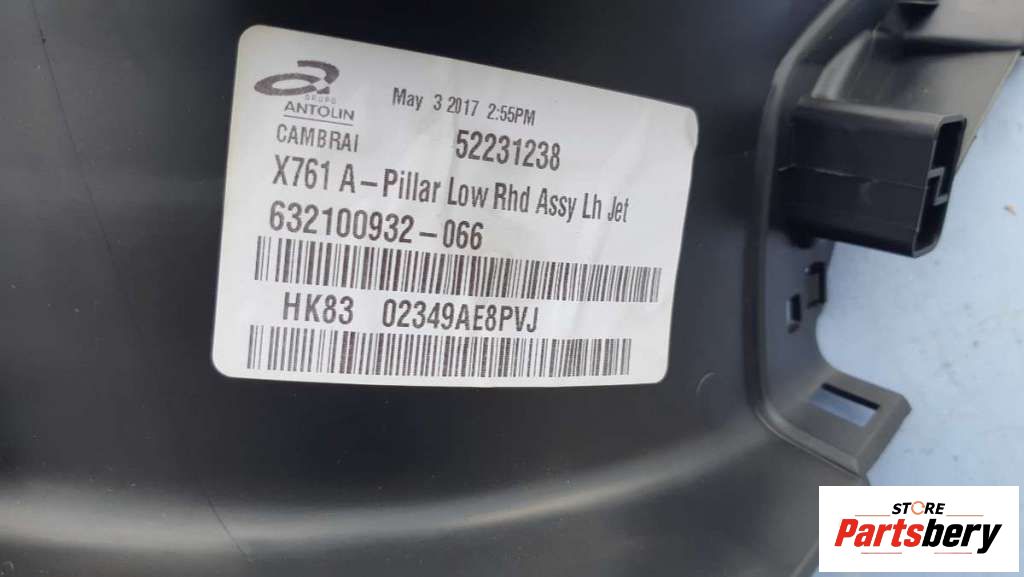 GRUPO
ANTOLIN
May 3 2017 2:55PM
CAMBRAI
52231238
X761 A-Pillar Low Rhd Assy Lh Jet
632100932-066
HK83 02349AE8PVJ
STORE
Partsbery